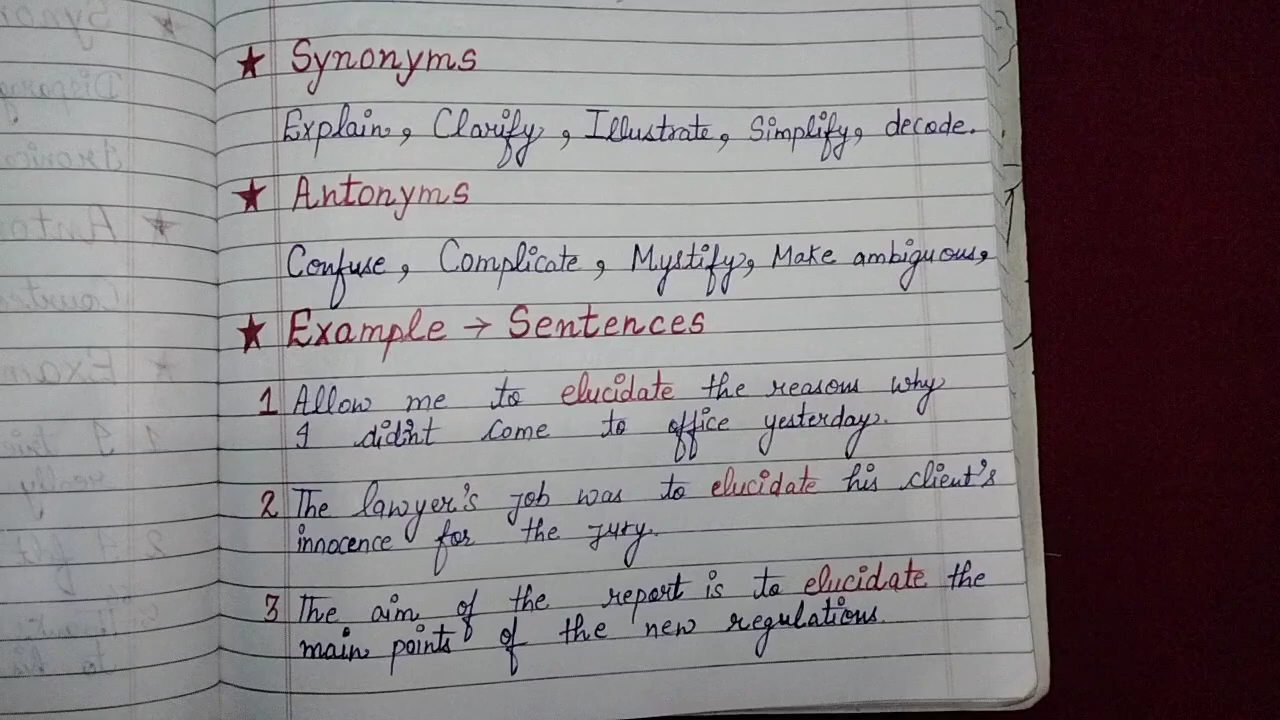 ★ Synonyms
Explain, Clarify, Illustrate, Simplify, decode.
★ Antonyms
Confuse, Complicate, Mystify, Make ambiguous,
★ Example → Sentences
1 Allow me to elucidate the reasons why
I didn't come to office yesterday.
2 The lawyer's job was to elucidate his client's
innocence for the jury.
3 The aim of the report is to elucidate the
main points of the new regulations.